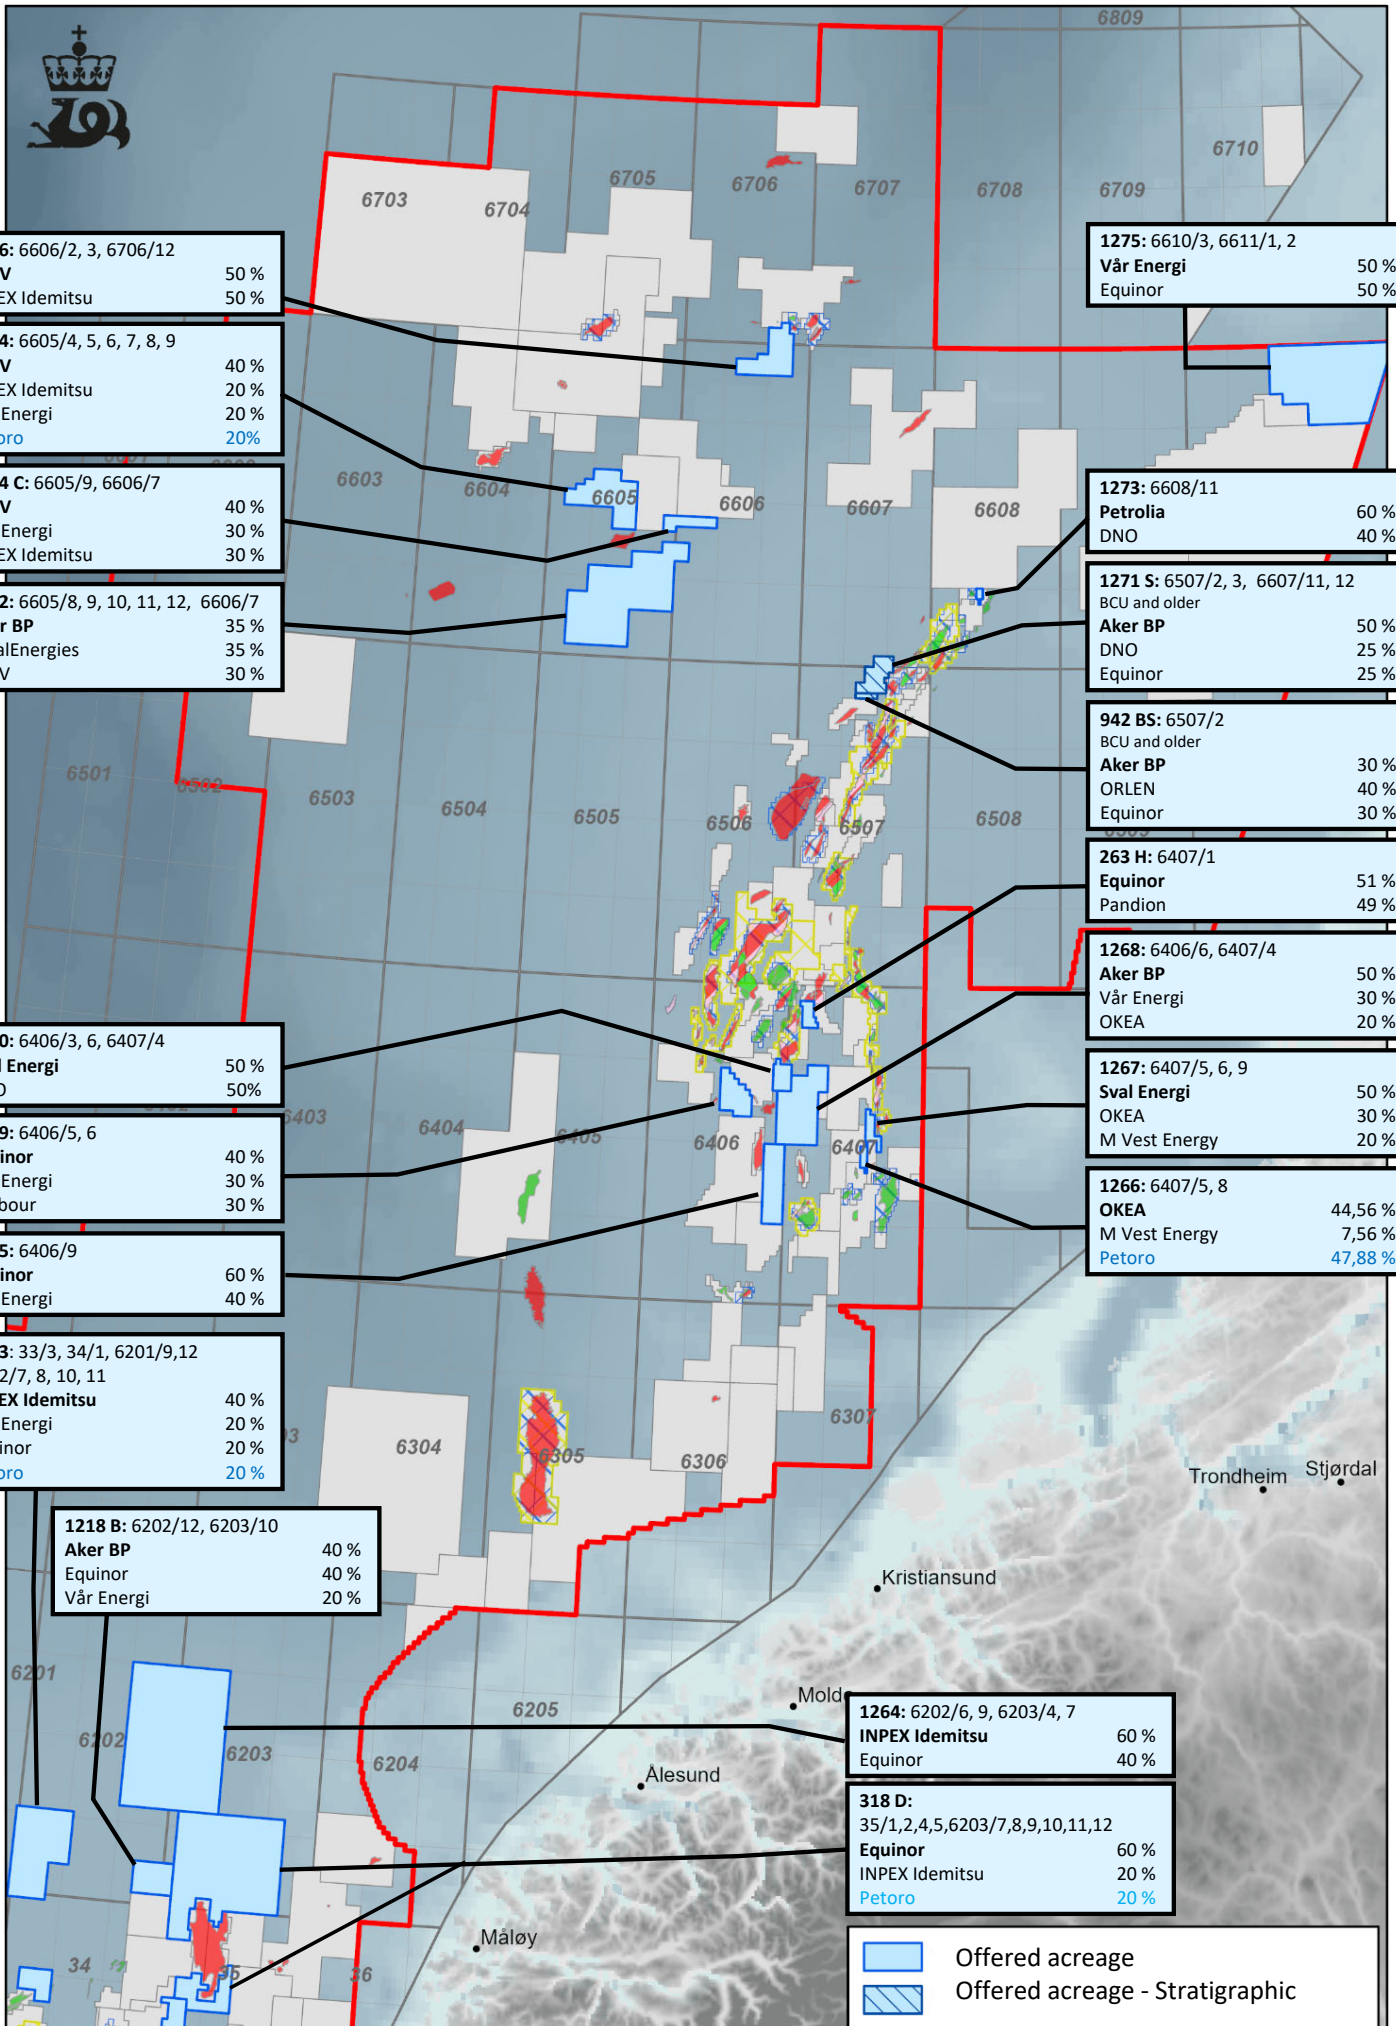 6809
6710
6705
6706
6707
6708
6709
6703
6704
6: 6606/2, 3, 6706/12
V 50 %
EX Idemitsu 50 %
1275: 6610/3, 6611/1, 2
Vår Energi 50 %
Equinor 50 %
4: 6605/4, 5, 6, 7, 8, 9
V 40 %
EX Idemitsu 20 %
Energi 20 %
oro 20%
6603
6604
6605
6606
6607
6608
4 C: 6605/9, 6606/7
V 40 %
Energi 30 %
EX Idemitsu 30 %
1273: 6608/11
Petrolia 60 %
DNO 40 %
2: 6605/8, 9, 10, 11, 12, 6606/7
r BP 35 %
alEnergies 35 %
V 30 %
1271 S: 6507/2, 3, 6607/11, 12
BCU and older
Aker BP 50 %
DNO 25 %
Equinor 25 %
942 BS: 6507/2
BCU and older
Aker BP 30 %
ORLEN 40 %
Equinor 30 %
6501
6502
6503
6504
6505
6506
6507
6508
263 H: 6407/1
Equinor 51 %
Pandion 49 %
1268: 6406/6, 6407/4
Aker BP 50 %
Vår Energi 30 %
OKEA 20 %
0: 6406/3, 6, 6407/4
l Energi 50 %
O 50%
1267: 6407/5, 6, 9
Sval Energi 50 %
OKEA 30 %
M Vest Energy 20 %
6403
6404
6405
6406
6407
9: 6406/5, 6
inor 40 %
Energi 30 %
bour 30 %
1266: 6407/5, 8
OKEA 44,56 %
M Vest Energy 7,56 %
Petoro 47,88 %
5: 6406/9
inor 60 %
Energi 40 %
3: 33/3, 34/1, 6201/9,12
2/7, 8, 10, 11
EX Idemitsu 40 %
Energi 20 %
inor 20 %
oro 20 %
6304
6305
6306
6307
Trondheim
Stjørdal
1218 B: 6202/12, 6203/10
Aker BP 40 %
Equinor 40 %
Vår Energi 20 %
Kristiansund
6201
6202
6203
6204
6205
Mold
1264: 6202/6, 9, 6203/4, 7
INPEX Idemitsu 60 %
Equinor 40 %
Ålesund
318 D:
35/1,2,4,5,6203/7,8,9,10,11,12
Equinor 60 %
INPEX Idemitsu 20 %
Petoro 20 %
Måløy
34
35
36
Offered acreage
Offered acreage - Stratigraphic